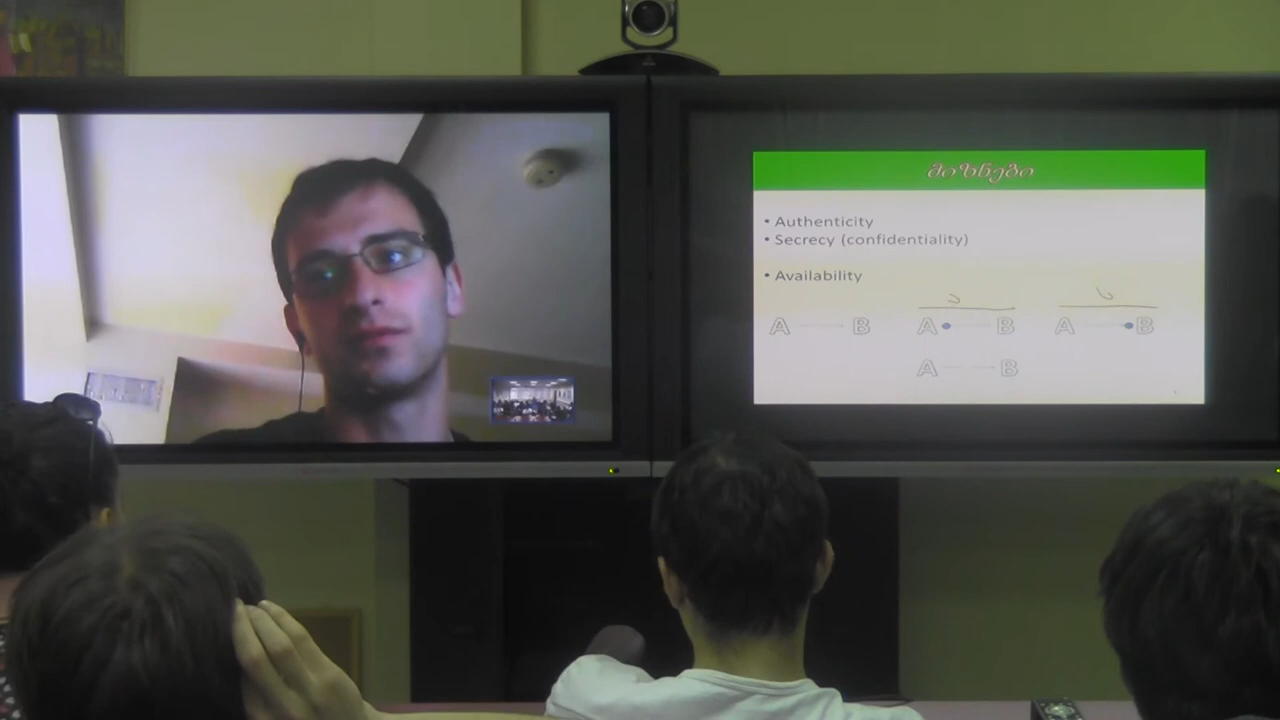 მიზნები
• Authenticity
• Secrecy (confidentiality)
• Availability
A B A B A B
A B